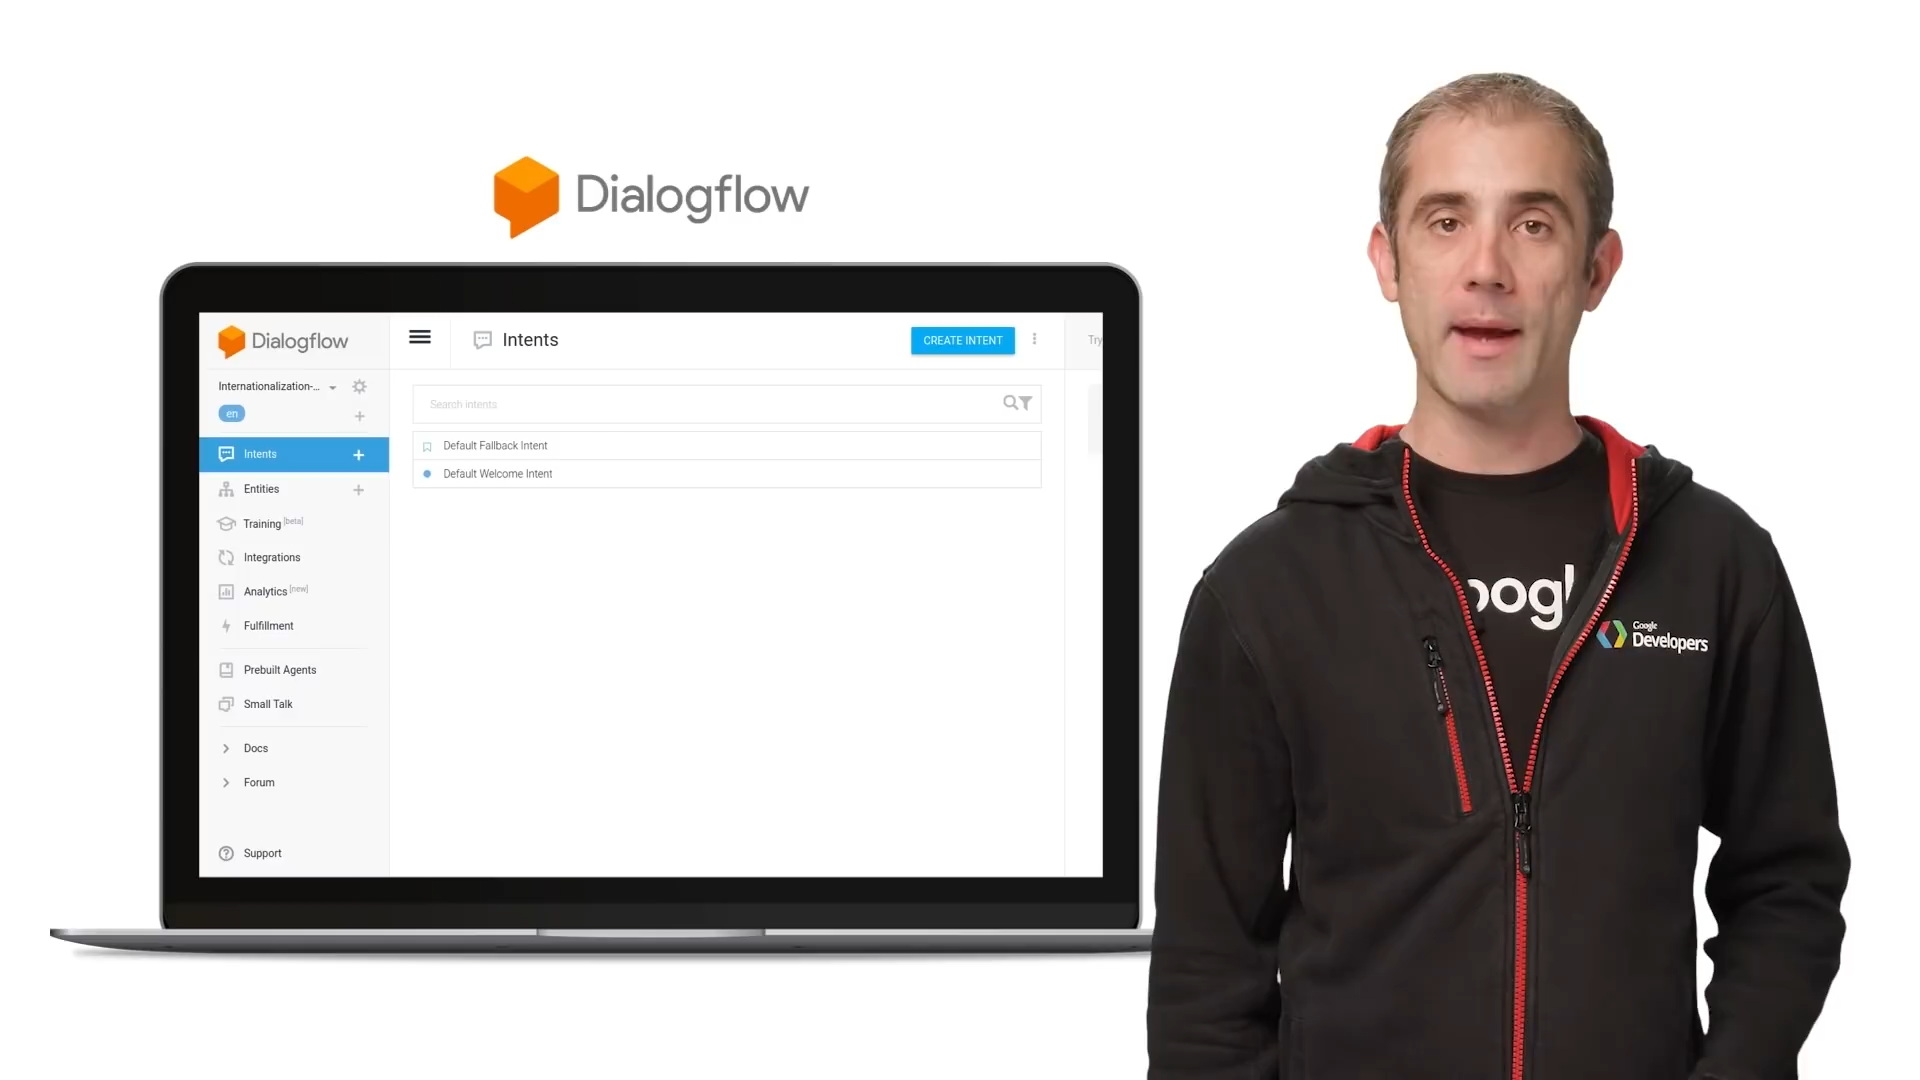 Dialogflow
Dialogflow
Intents
CREATE INTENT
Try
Internationalization-...
en
Search intents
Default Fallback Intent
Default Welcome Intent
Intents
Entities
Training [beta]
Integrations
Analytics [new]
Fulfillment
Prebuilt Agents
Small Talk
Docs
Forum
Support
oogl
Google
Developers